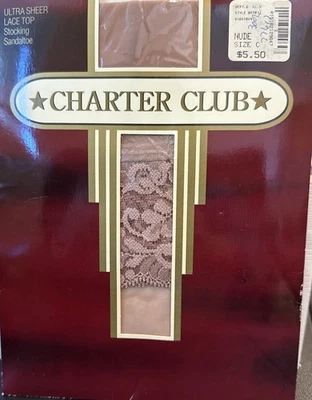 ULTRA SHEER
LACE TOP
Stocking
Sandaltoe
NUDE
SIZE C
$5.50
CHARTER CLUB